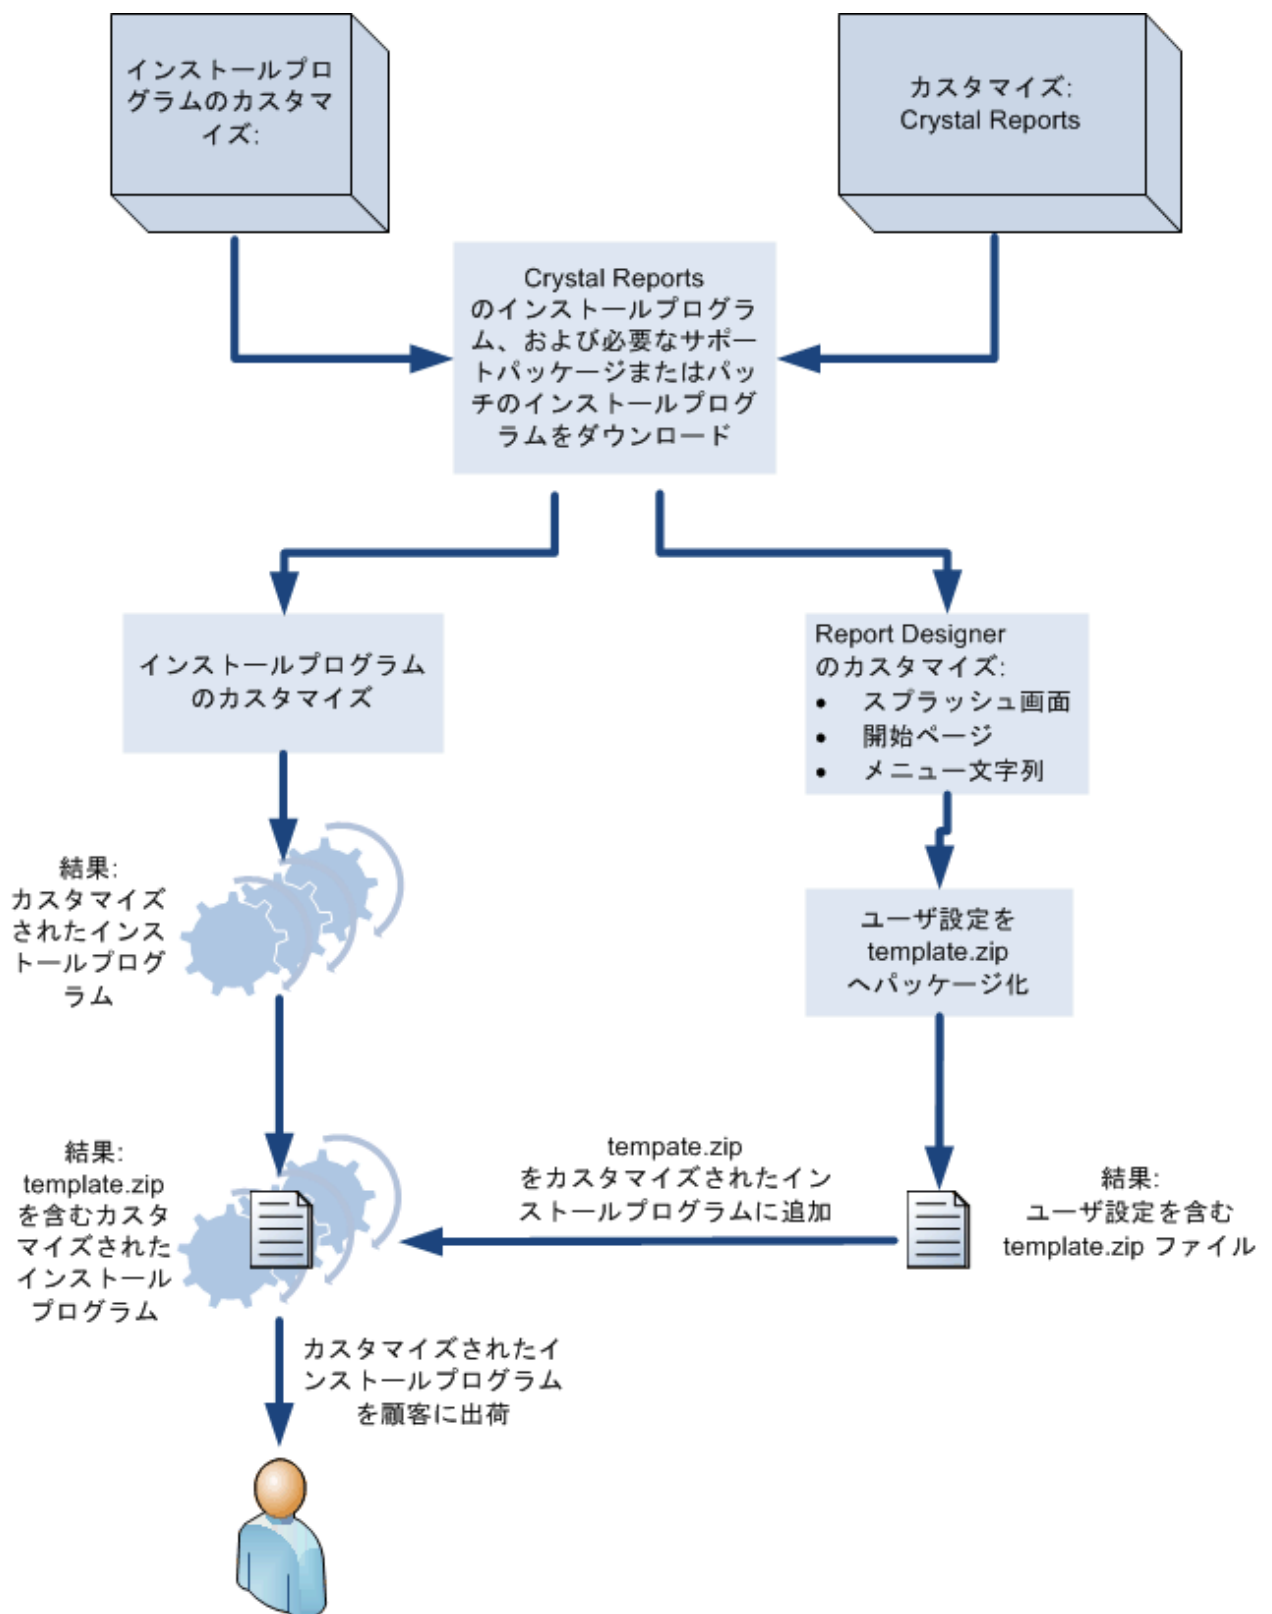 インストールプロ
グラムのカスタマ
イズ:
カスタマイズ:
Crystal Reports
Crystal Reports
のインストールプログラ
ム、および必要なサポー
トパッケージまたはパッ
チのインストールプログ
ラムをダウンロード
インストールプログラム
のカスタマイズ
Report Designer
のカスタマイズ:
• スプラッシュ画面
• 開始ページ
• メニュー文字列
結果:
カスタマイズ
されたインス
トールプログ
ラム
ユーザ設定を
template.zip
へパッケージ化
結果:
template.zip
を含むカスタ
マイズされた
インストール
プログラム
tempate.zip
をカスタマイズされたイン
ストールプログラムに追加
結果:
ユーザ設定を含む
template.zip ファイル
カスタマイズされたイ
ンストールプログラム
を顧客に出荷